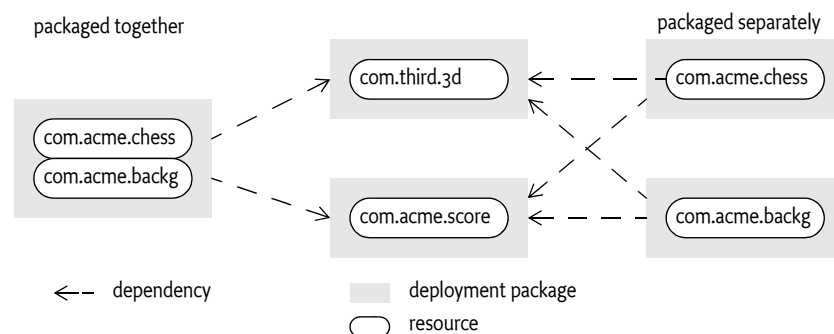 packaged together
packaged separately
com.third.3d
com.acme.chess
com.acme.chess
com.acme.backg
com.acme.score
com.acme.backg
dependency
deployment package
resource